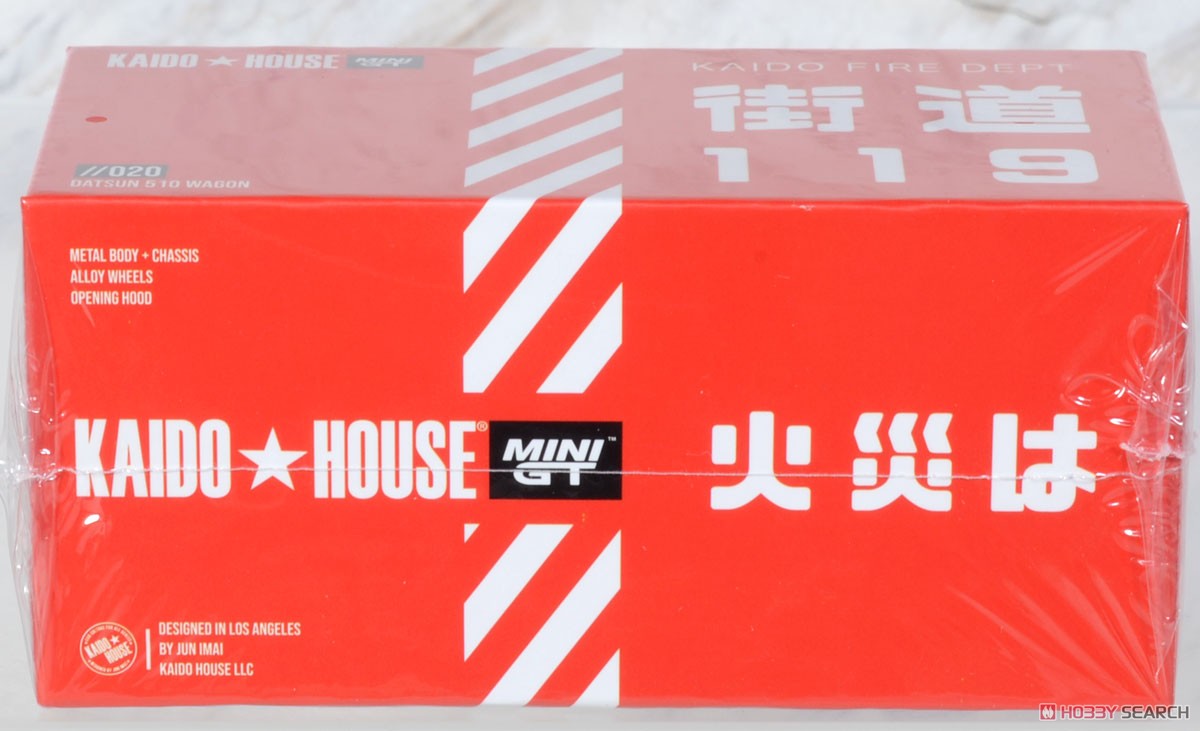 KAIDO★HOUSE MINI GT
KAIDO FIRE DEPT
街道
119
//020
DATSUN 510 WAGON
METAL BODY + CHASSIS
ALLOY WHEELS
OPENING HOOD
KAIDO★HOUSE® MINI GT™
火災は
DESIGNED IN LOS ANGELES
BY JUN IMAI
KAIDO HOUSE LLC
KAIDO★HOUSE
HOBBY SEARCH